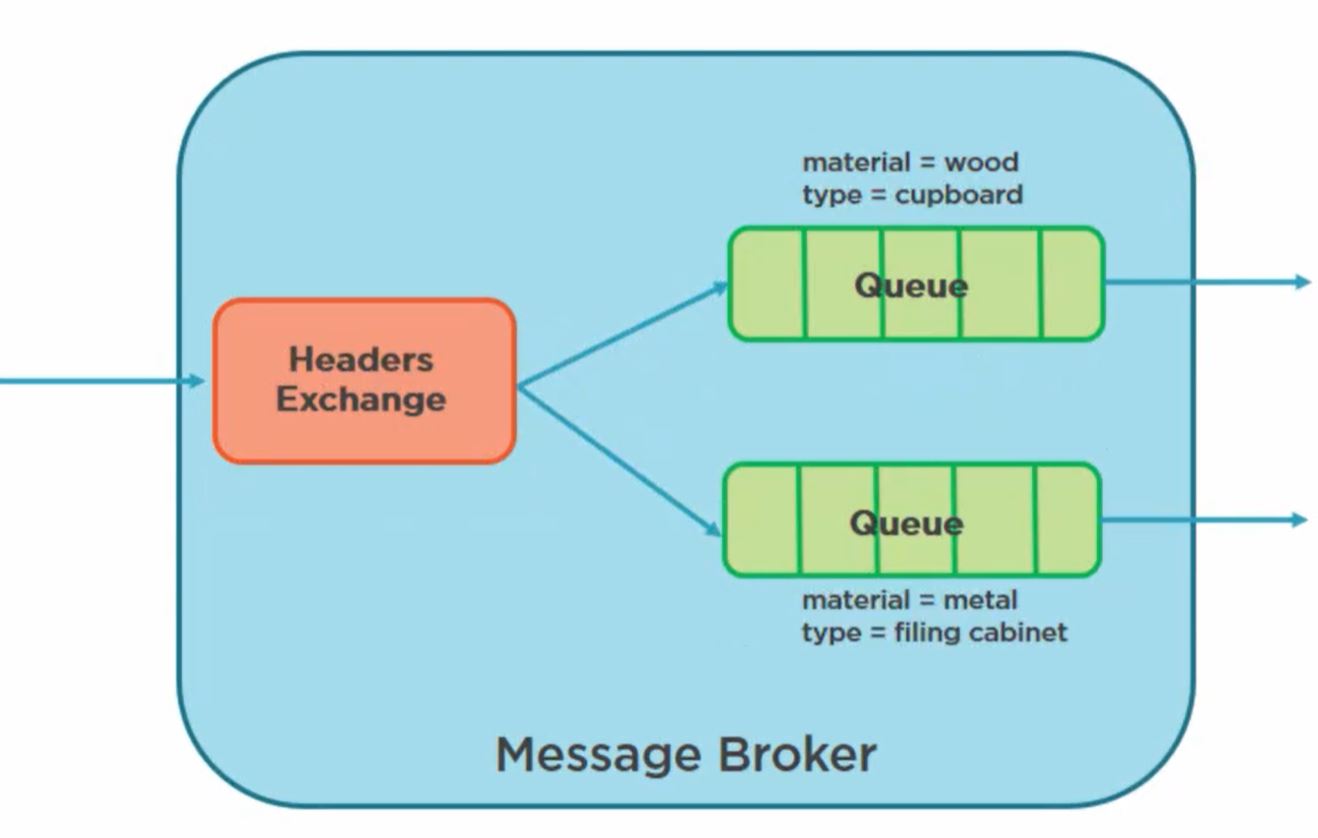 material = wood
type = cupboard
Queue
Headers
Exchange
Queue
material = metal
type = filing cabinet
Message Broker